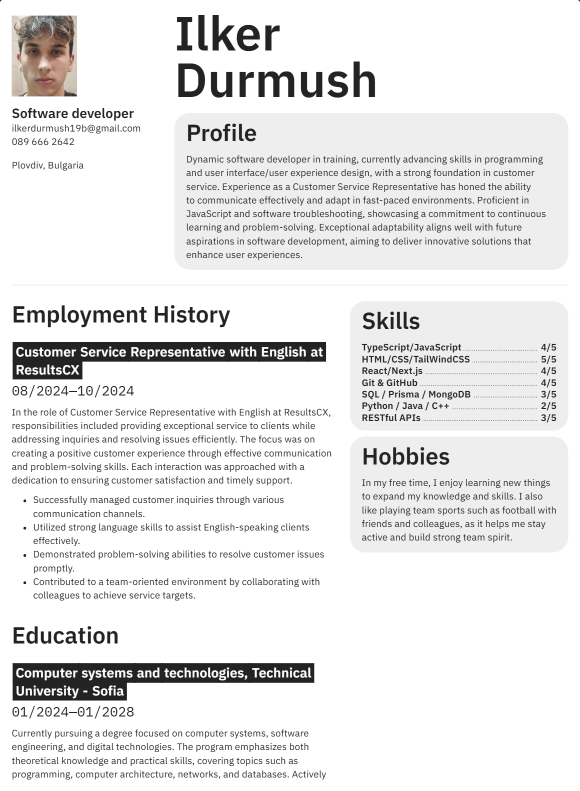 Ilker
Durmush
Software developer
ilkerdurmush19b@gmail.com
089 666 2642
Plovdiv, Bulgaria
Profile
Dynamic software developer in training, currently advancing skills in programming
and user interface/user experience design, with a strong foundation in customer
service. Experience as a Customer Service Representative has honed the ability
to communicate effectively and adapt in fast-paced environments. Proficient in
JavaScript and software troubleshooting, showcasing a commitment to continuous
learning and problem-solving. Exceptional adaptability aligns well with future
aspirations in software development, aiming to deliver innovative solutions that
enhance user experiences.
Employment History
Customer Service Representative with English at
ResultsCX
08/2024—10/2024
In the role of Customer Service Representative with English at ResultsCX,
responsibilities included providing exceptional service to clients while
addressing inquiries and resolving issues efficiently. The focus was on
creating a positive customer experience through effective communication
and problem-solving skills. Each interaction was approached with a
dedication to ensuring customer satisfaction and timely support.
• Successfully managed customer inquiries through various
communication channels.
• Utilized strong language skills to assist English-speaking clients
effectively.
• Demonstrated problem-solving abilities to resolve customer issues
promptly.
• Contributed to a team-oriented environment by collaborating with
colleagues to achieve service targets.
Education
Computer systems and technologies, Technical
University - Sofia
01/2024—01/2028
Currently pursuing a degree focused on computer systems, software
engineering, and digital technologies. The program emphasizes both
theoretical knowledge and practical skills, covering topics such as
programming, computer architecture, networks, and databases. Actively
Skills
TypeScript/JavaScript 4/5
HTML/CSS/TailWindCSS 5/5
React/Next.js 4/5
Git & GitHub 4/5
SQL / Prisma / MongoDB 3/5
Python / Java / C++ 2/5
RESTful APIs 3/5
Hobbies
In my free time, I enjoy learning new things
to expand my knowledge and skills. I also
like playing team sports such as football with
friends and colleagues, as it helps me stay
active and build strong team spirit.